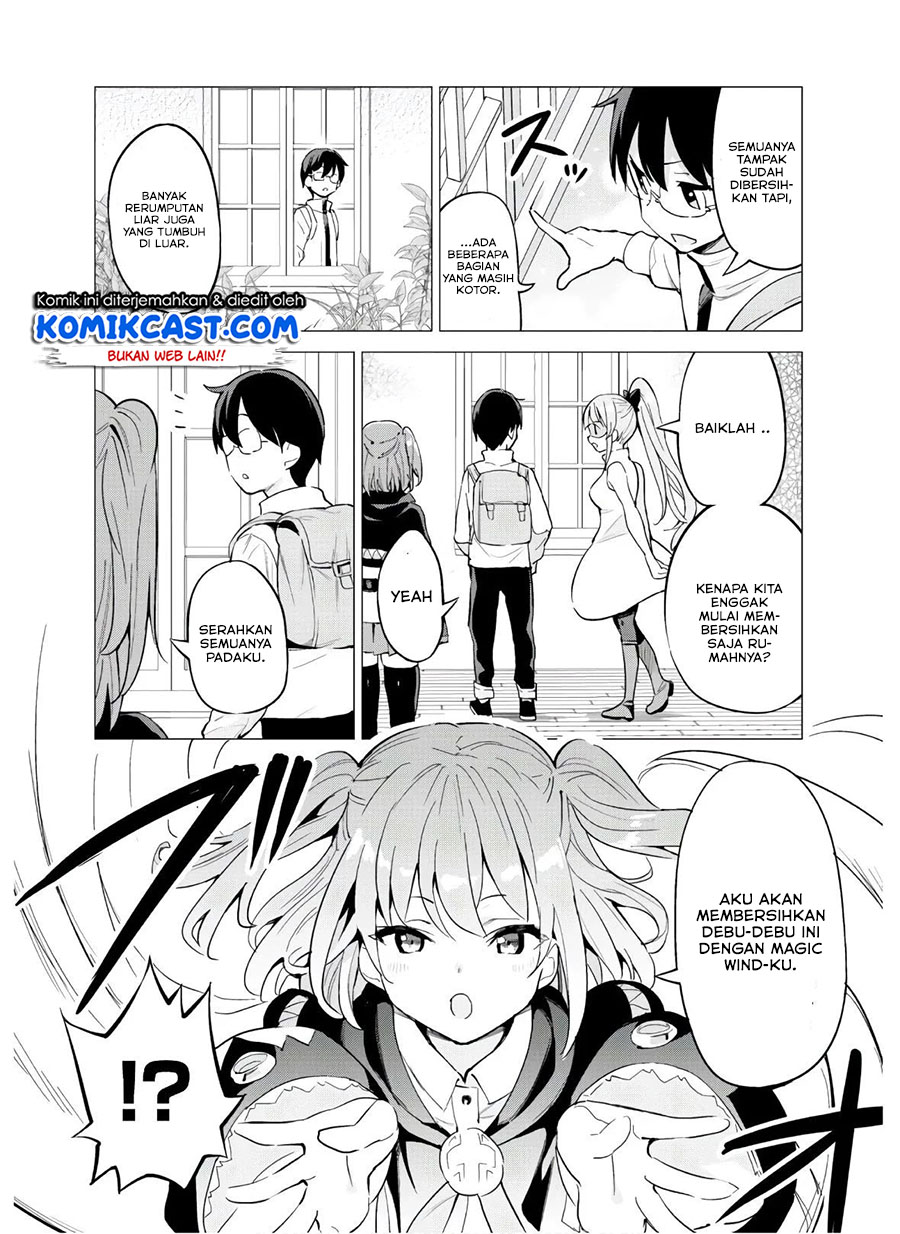 SEMUANYA
TAMPAK
SUDAH
DIBERSIH-
KAN TAPI,
...ADA
BEBERAPA
BAGIAN
YANG MASIH
KOTOR.
スッ
BANYAK
RERUMPUTAN
LIAR JUGA
YANG TUMBUH
DI LUAR.
Komik ini diterjemahkan & diedit oleh
KOMIKCAST.COM
BUKAN WEB LAIN!!
BAIKLAH ..
KENAPA KITA
ENGGAK
MULAI MEM-
BERSIHKAN
SAJA RU-
MAHNYA?
YEAH
SERAHKAN
SEMUANYA
PADAKU.
AKU AKAN
MEMBERSIHKAN
DEBU-DEBU INI
DENGAN MAGIC
WIND-KU.
!?